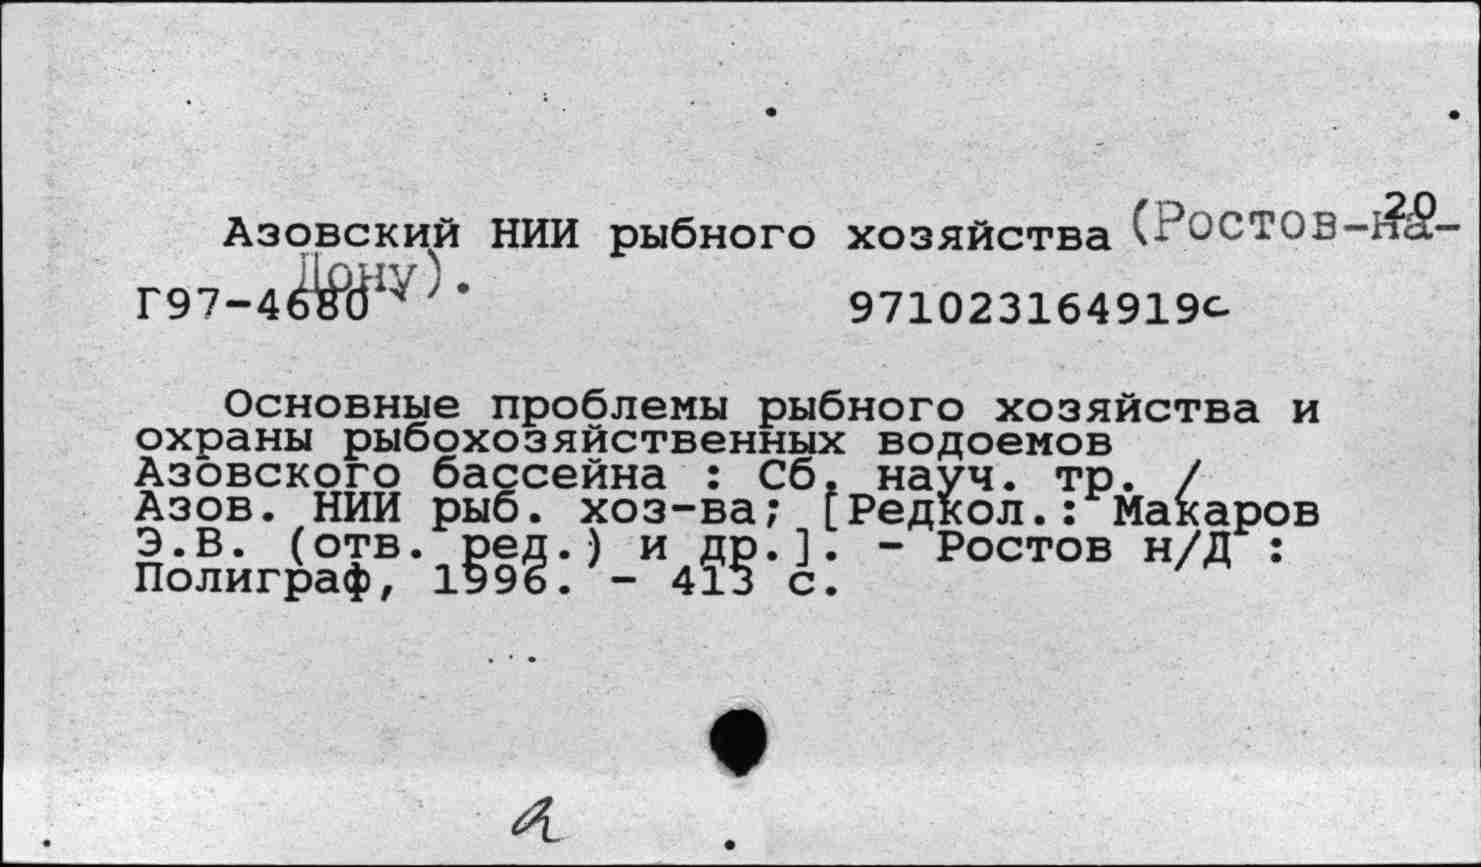 20
Азовский НИИ рыбного хозяйства (Ростов-на-
Дону).
Г97-4680 971023164919с
Основные проблемы рыбного хозяйства и
охраны рыбохозяйственных водоемов
Азовского бассейна : Сб. науч. тр. /
Азов. НИИ рыб. хоз-ва; [Редкол.: Макаров
Э.В. (отв. ред.) и др.]. - Ростов н/Д :
Полиграф, 1996. - 413 с.